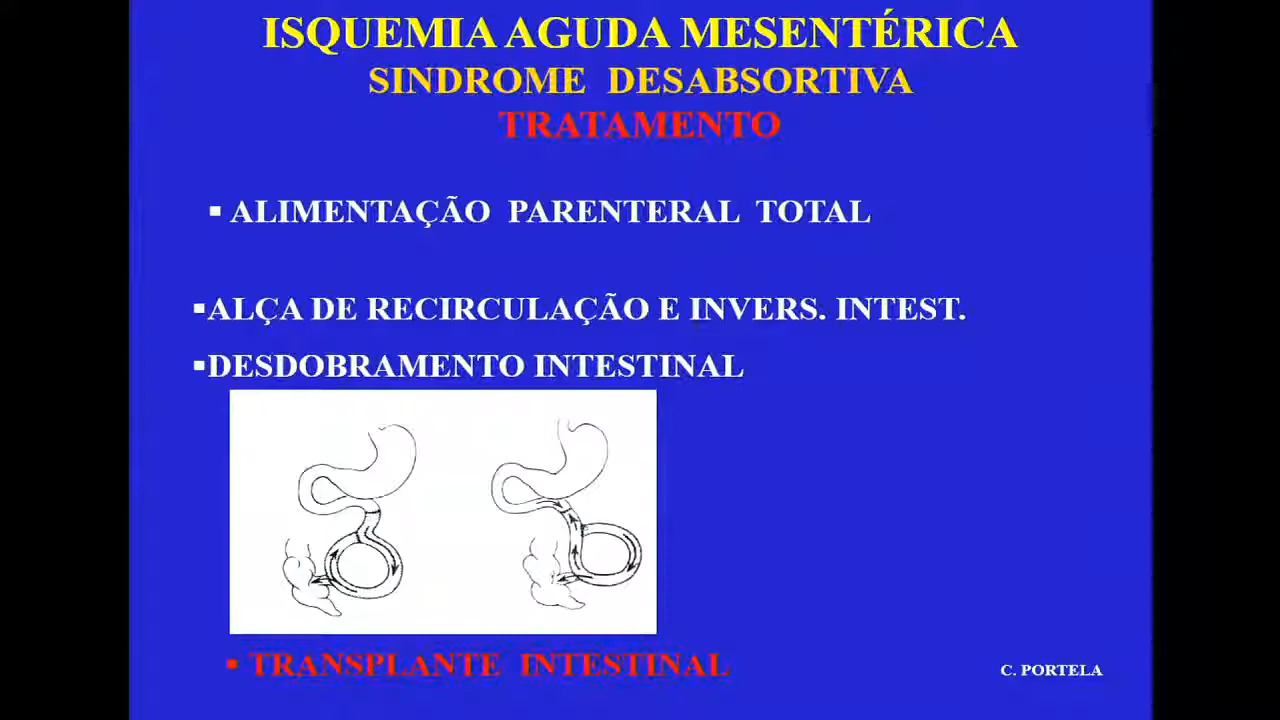 ISQUEMIA AGUDA MESENTÉRICA
SINDROME DESABSORTIVA
TRATAMENTO
▪ ALIMENTAÇÃO PARENTERAL TOTAL
▪ALÇA DE RECIRCULAÇÃO E INVERS. INTEST.
▪DESDOBRAMENTO INTESTINAL
▪ TRANSPLANTE INTESTINAL
C. PORTELA